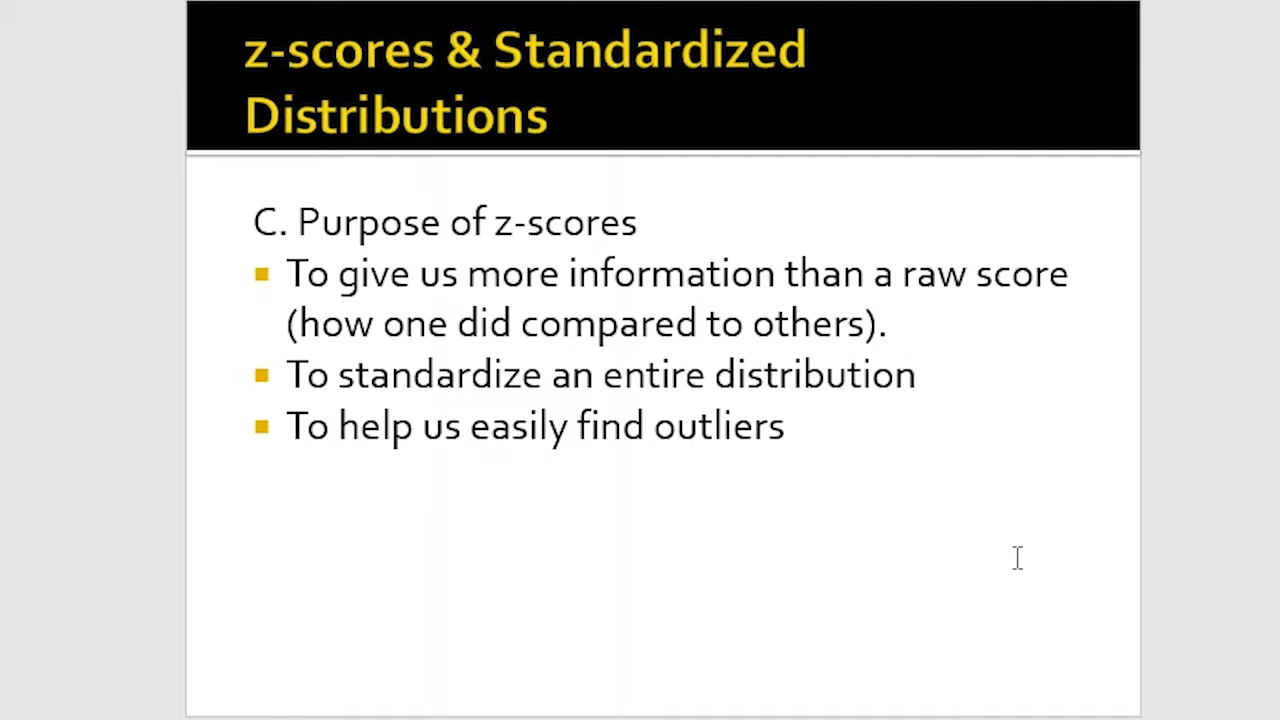 z-scores & Standardized
Distributions
C. Purpose of z-scores
To give us more information than a raw score
(how one did compared to others).
To standardize an entire distribution
To help us easily find outliers